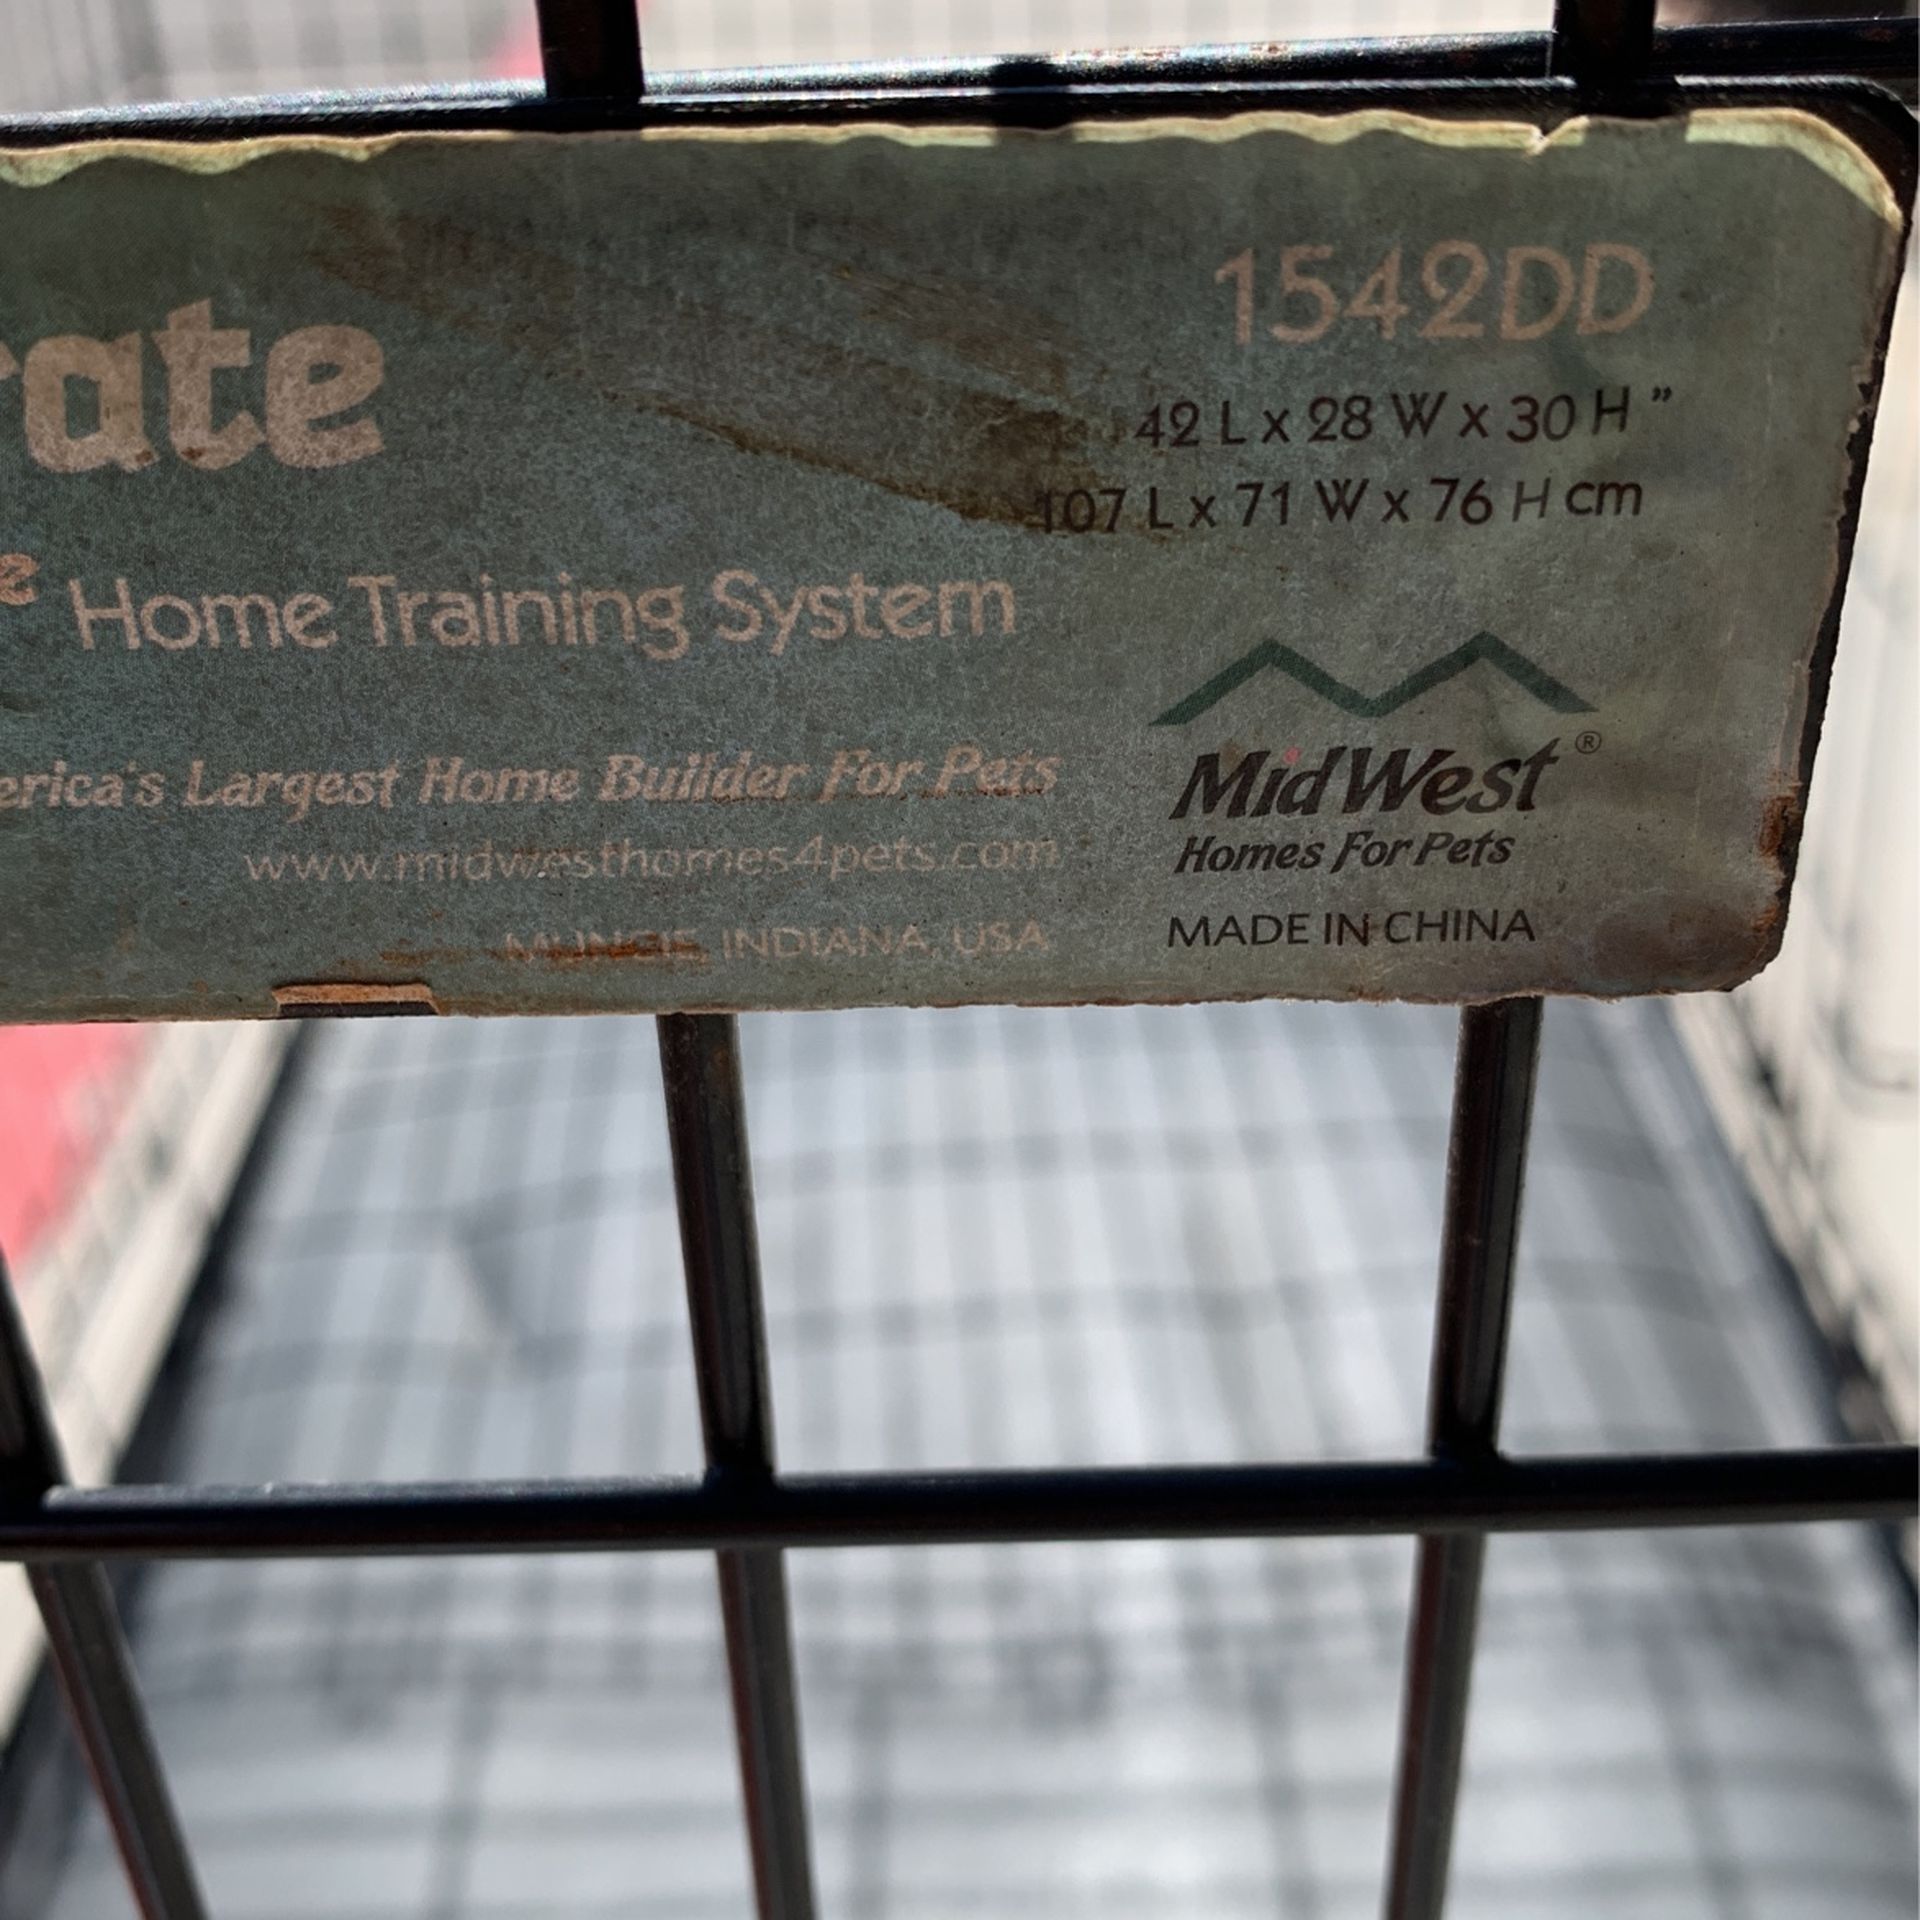 1542DD
42 L x 28 W x 30 H "
107 L x 71 W x 76 H cm
rate
e Home Training System
erica's Largest Home Builder For Pets
www.midwesthomes4pets.com
MUNCIE, INDIANA, USA
MidWest®
Homes For Pets
MADE IN CHINA